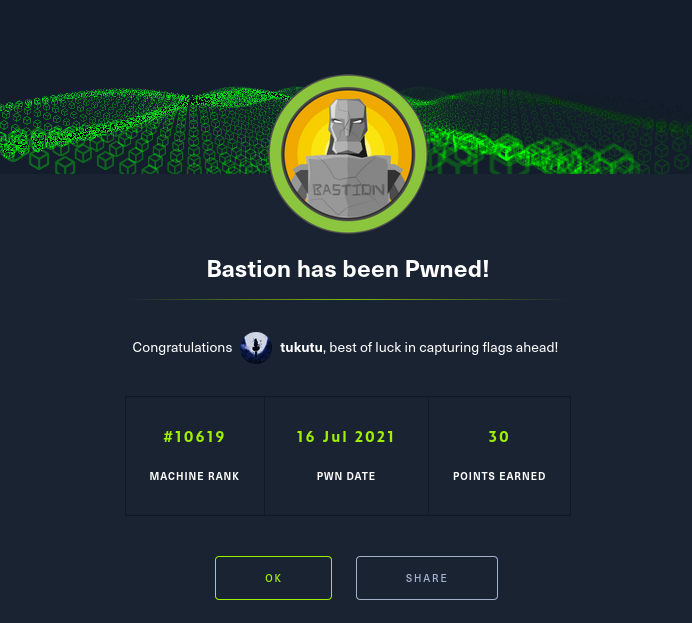 BASTION
Bastion has been Pwned!
Congratulations tukutu, best of luck in capturing flags ahead!
#10619 16 Jul 2021 30
MACHINE RANK PWN DATE POINTS EARNED
OK SHARE